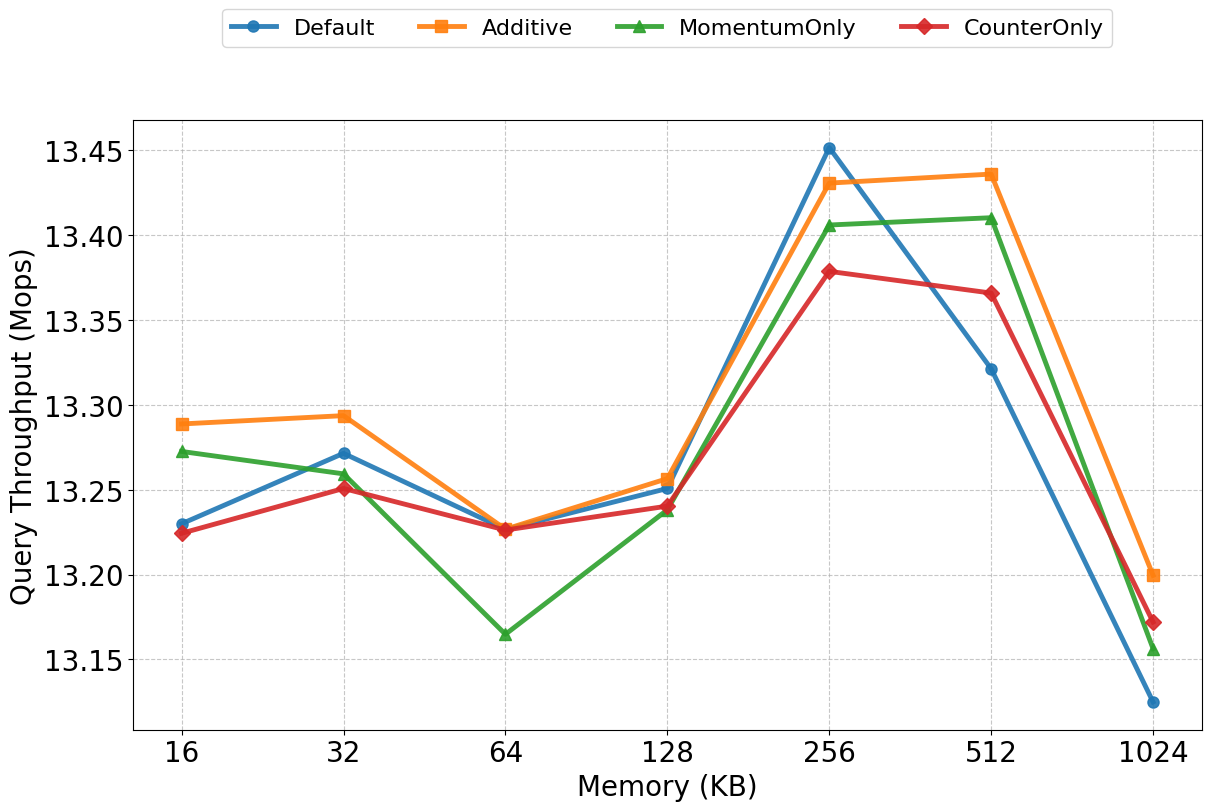 Default Additive MomentumOnly CounterOnly
Query Throughput (Mops)
13.45
13.40
13.35
13.30
13.25
13.20
13.15
16 32 64 128 256 512 1024
Memory (KB)